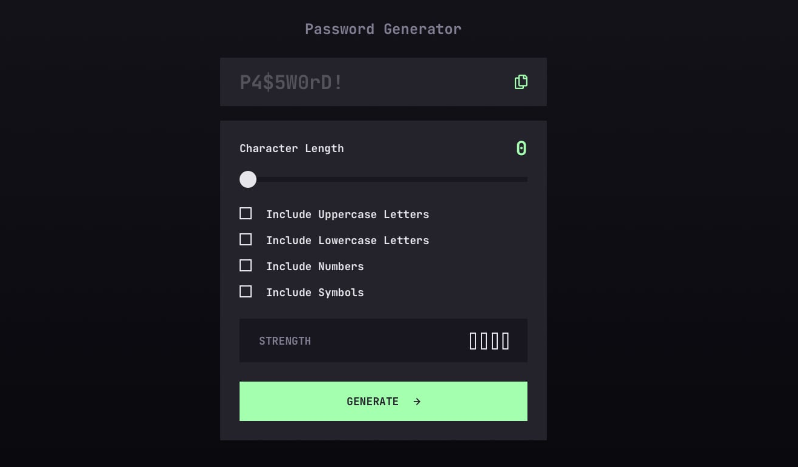 Password Generator
P4$5W0rD!
Character Length
0
Include Uppercase Letters
Include Lowercase Letters
Include Numbers
Include Symbols
STRENGTH
GENERATE →